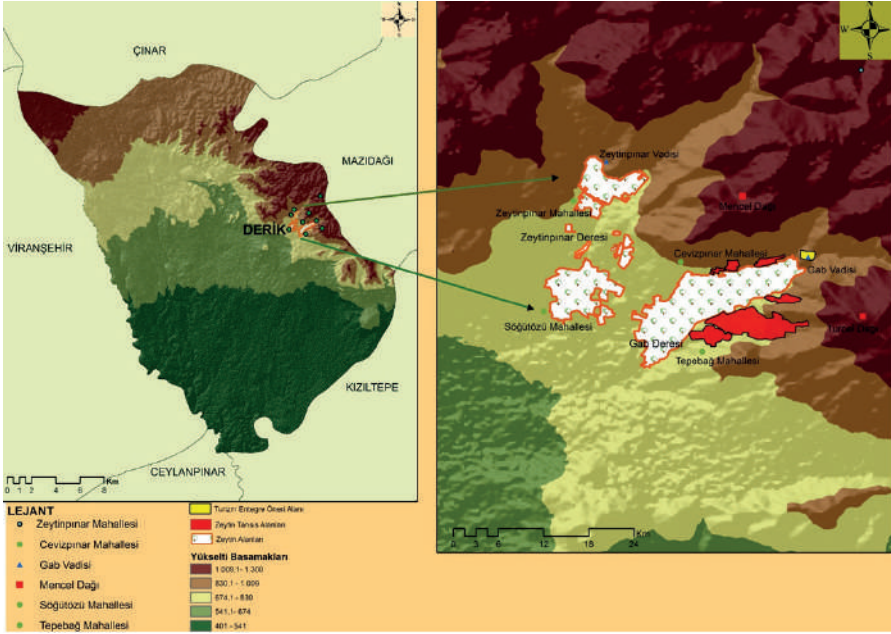 N
ÇINAR
MAZIDAĞI
DERİK
VİRANŞEHİR
KIZILTEPE
CEYLANPINAR
Km
0 1 2 4 6 8
N
W E
S
Zeytinpınar Vadisi
Mencel Dağı
Zeytinpınar Mahallesi
Zeytinpınar Deresi
Cevizpınar Mahallesi
Gab Vadisi
Söğütözü Mahallesi
Gab Deresi
Tepebağ Mahallesi
Dağı
Km
0 3 6 12 18 24
LEJANT
Zeytinpınar Mahallesi
Cevizpınar Mahallesi
Gab Vadisi
Mencel Dağı
Söğütözü Mahallesi
Tepebağ Mahallesi
Turizm Entegre Önesi Alanı
Zeytin Tansis Alanları
Zeytin Alanları
Yükselti Basamakları
1.009,1- 1.300
830,1 - 1.009
674,1 - 830
541,1- 674
401 - 541